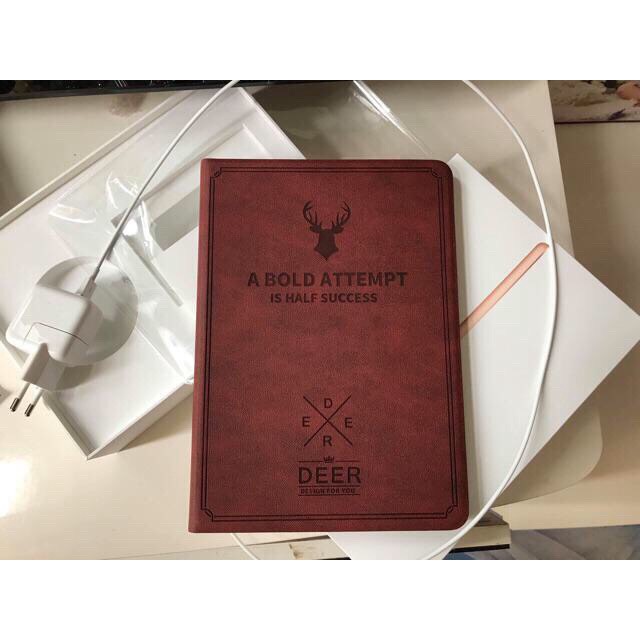 A BOLD ATTEMPT
IS HALF SUCCESS
D
E E
R
DEER
DESIGN FOR YOU